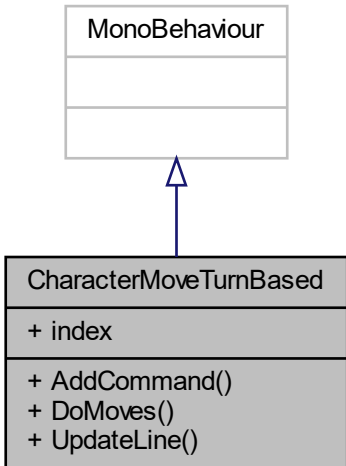 MonoBehaviour
CharacterMoveTurnBased
+ index
+ AddCommand()
+ DoMoves()
+ UpdateLine()